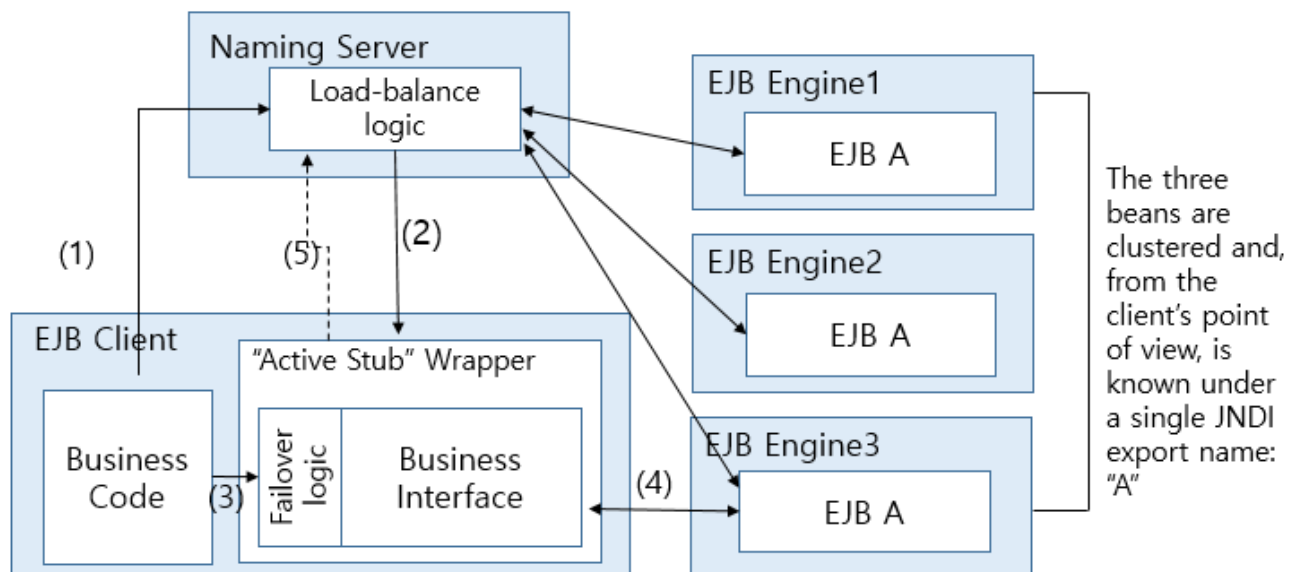 Naming Server
Load-balance
logic
EJB Engine1
EJB A
The three
beans are
clustered and,
from the
client's point
of view, is
known under
a single JNDI
export name:
"A"
(1)
(5)
(2)
EJB Engine2
EJB A
EJB Client
"Active Stub" Wrapper
Business
Code
(3)
Failover
logic
Business
Interface
(4)
EJB Engine3
EJB A